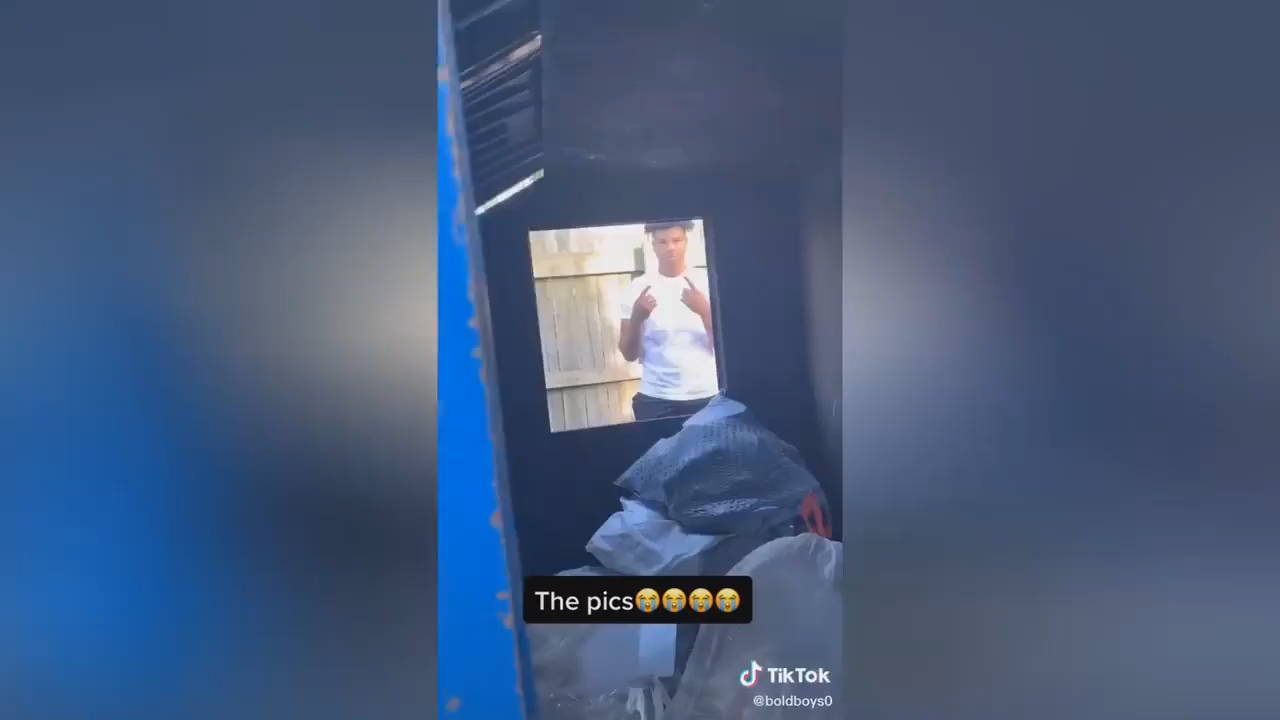 The pics😭😭😭😭
TikTok
@boldboys0